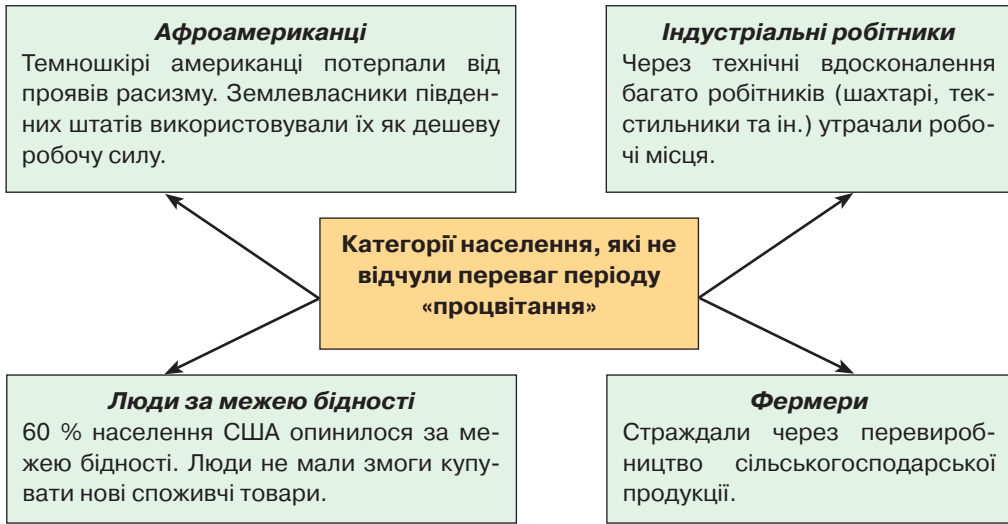 Афроамериканці
Темношкірі американці потерпали від
проявів расизму. Землевласники півден-
них штатів використовували їх як дешеву
робочу силу.
Індустріальні робітники
Через технічні вдосконалення
багато робітників (шахтарі, тек-
стильники та ін.) утрачали робо-
чі місця.
Категорії населення, які не
відчули переваг періоду
«процвітання»
Люди за межею бідності
60 % населення США опинилося за ме-
жею бідності. Люди не мали змоги купу-
вати нові споживчі товари.
Фермери
Страждали через перевироб-
ництво сільськогосподарської
продукції.